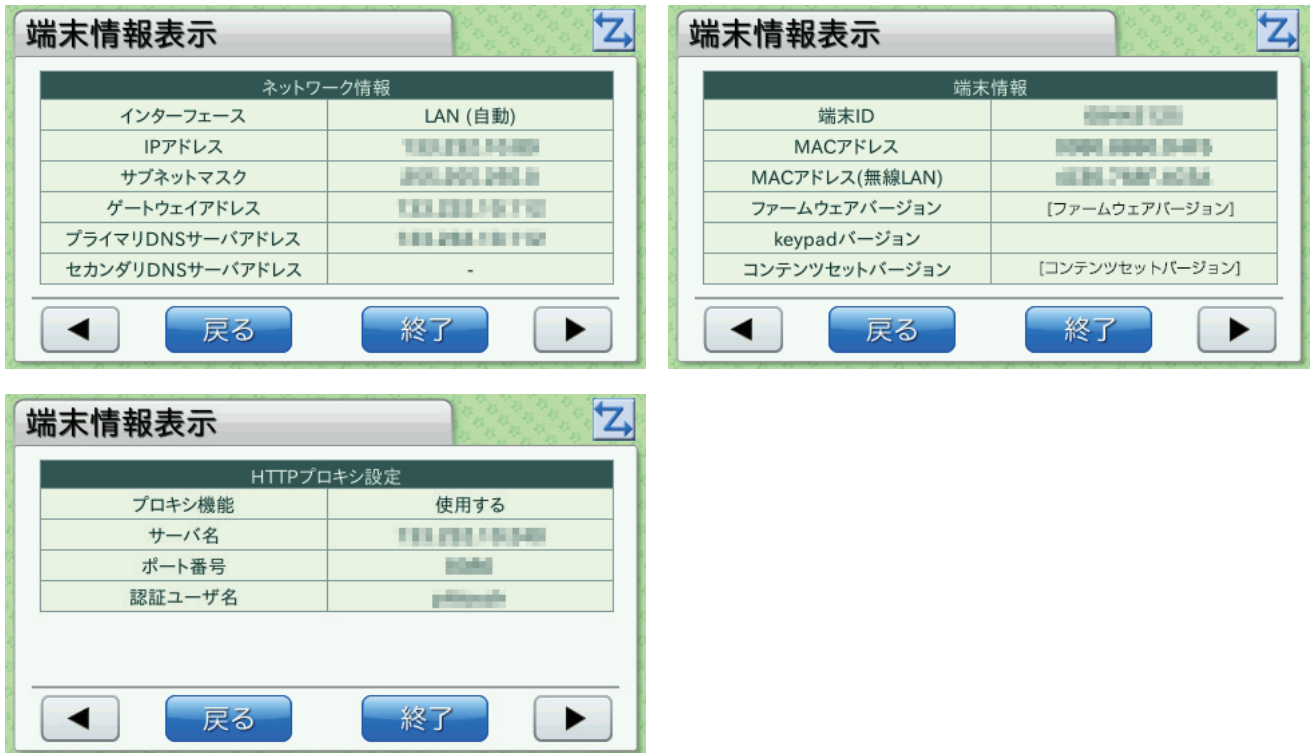 端末情報表示
ネットワーク情報
インターフェース LAN (自動)
IPアドレス
サブネットマスク
ゲートウェイアドレス
プライマリDNSサーバアドレス
セカンダリDNSサーバアドレス -
戻る 終了
端末情報表示
端末情報
端末ID
MACアドレス
MACアドレス(無線LAN)
ファームウェアバージョン [ファームウェアバージョン]
keypadバージョン
コンテンツセットバージョン [コンテンツセットバージョン]
戻る 終了
端末情報表示
HTTPプロキシ設定
プロキシ機能 使用する
サーバ名
ポート番号
認証ユーザ名
戻る 終了